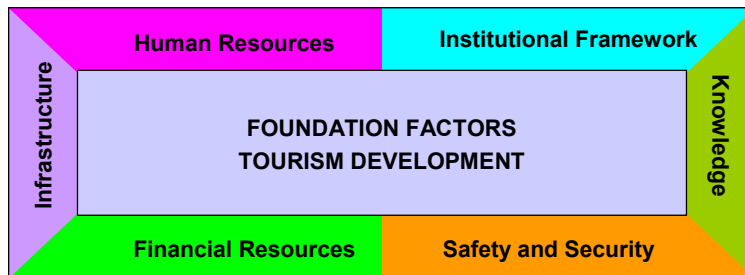 Human Resources
Institutional Framework
Infrastructure
FOUNDATION FACTORS
TOURISM DEVELOPMENT
Knowledge
Financial Resources
Safety and Security